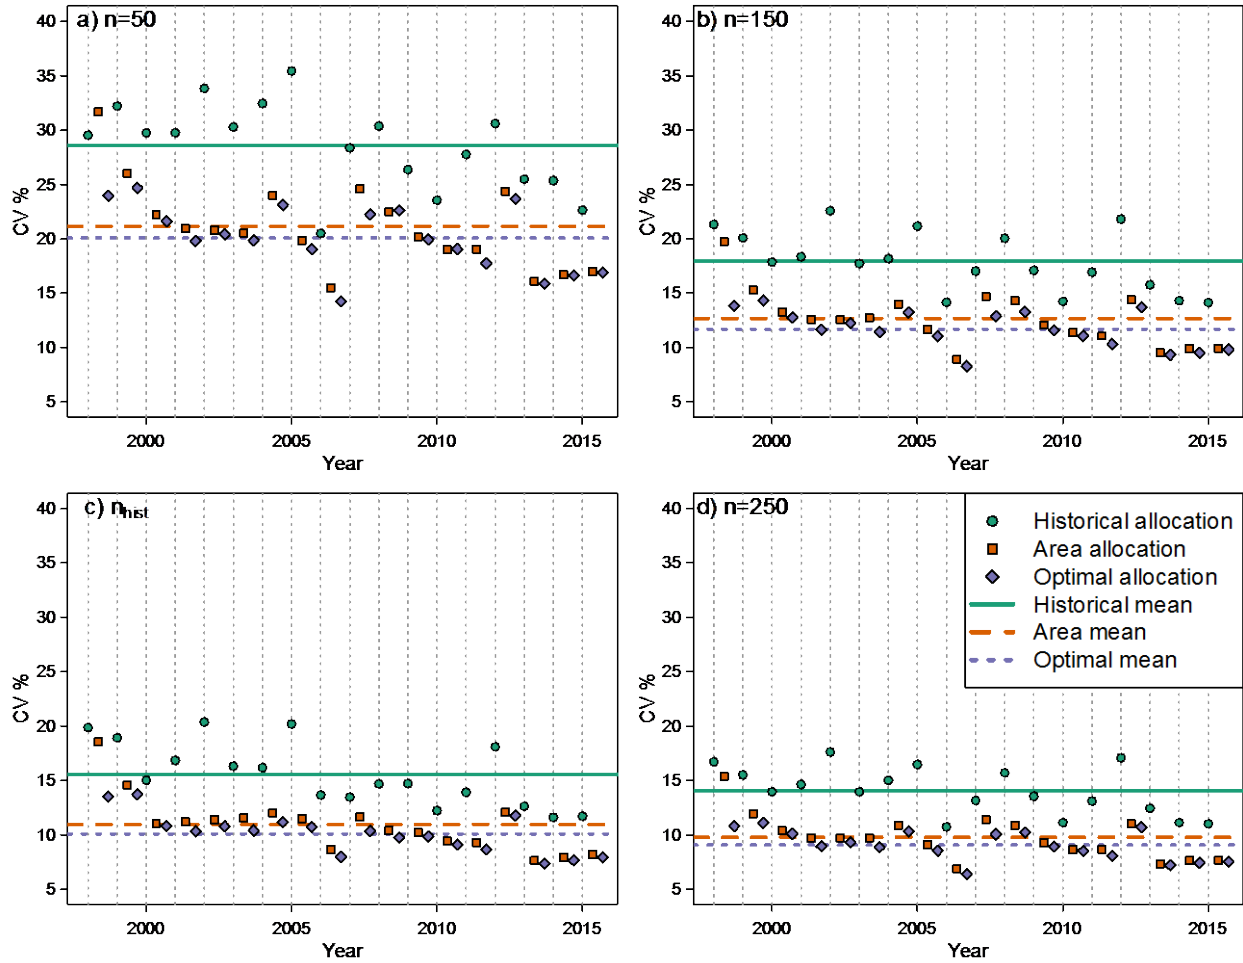 a) n=50
40
35
30
25
20
15
10
5
CV %
2000 2005 2010 2015
Year
b) n=150
40
35
30
25
20
15
10
5
CV %
2000 2005 2010 2015
Year
c) nhist
40
35
30
25
20
15
10
5
CV %
2000 2005 2010 2015
Year
d) n=250
40
35
30
25
20
15
10
5
CV %
2000 2005 2010 2015
Year
Historical allocation
Area allocation
Optimal allocation
Historical mean
Area mean
Optimal mean